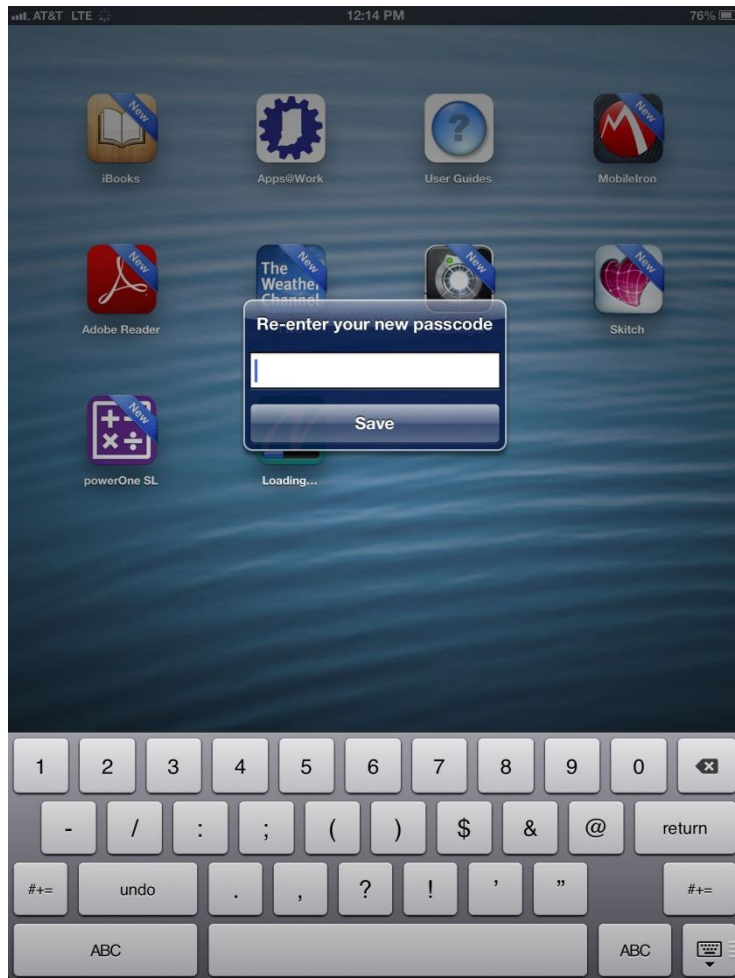 AT&T LTE 12:14 PM 76%
New New New
iBooks Apps@Work User Guides MobileIron
New New New New
The
Weather
Channel
Adobe Reader Skitch
Re-enter your new passcode
Save
New
powerOne SL Loading...
1 2 3 4 5 6 7 8 9 0
- / : ; ( ) $ & @ return
#+= undo . , ? ! ' " #+=
ABC ABC